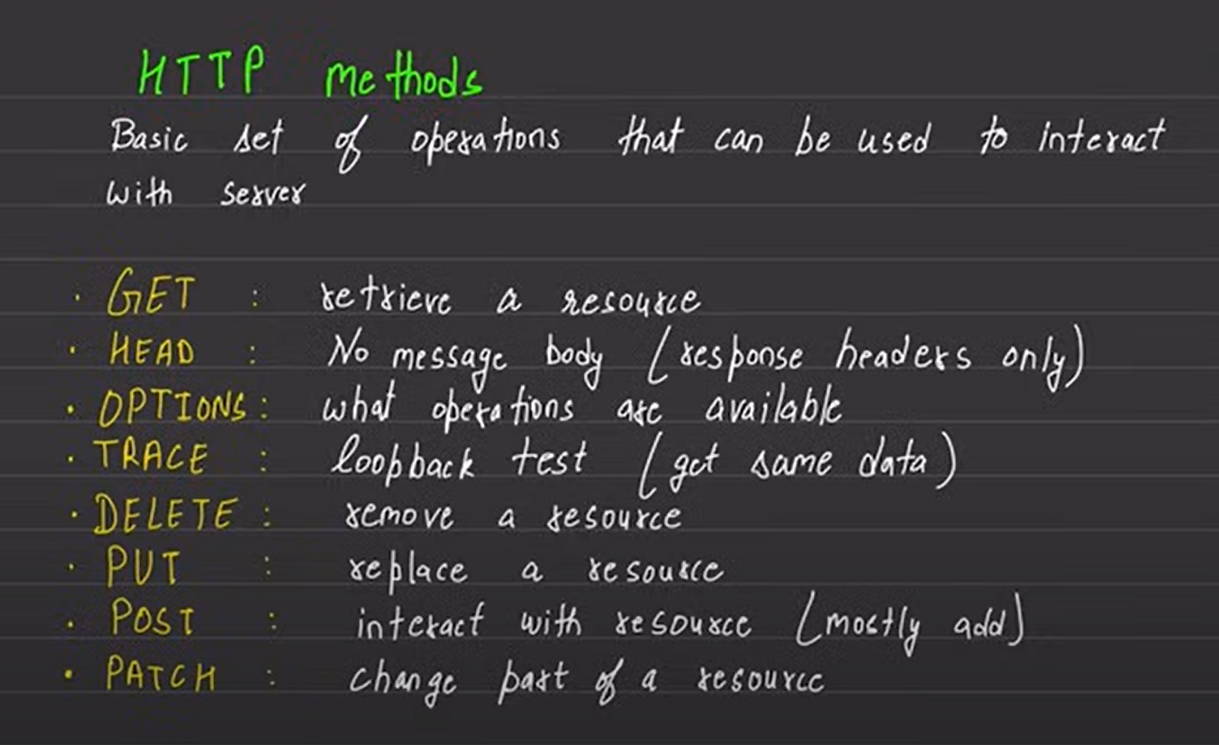 HTTP methods
Basic set of operations that can be used to interact
with server
· GET : retrieve a resource
· HEAD : No message body (response headers only)
· OPTIONS : what operations are available
· TRACE : loopback test (get same data)
· DELETE : remove a resource
· PUT : replace a resource
· POST : interact with resource (mostly add)
· PATCH : change part of a resource